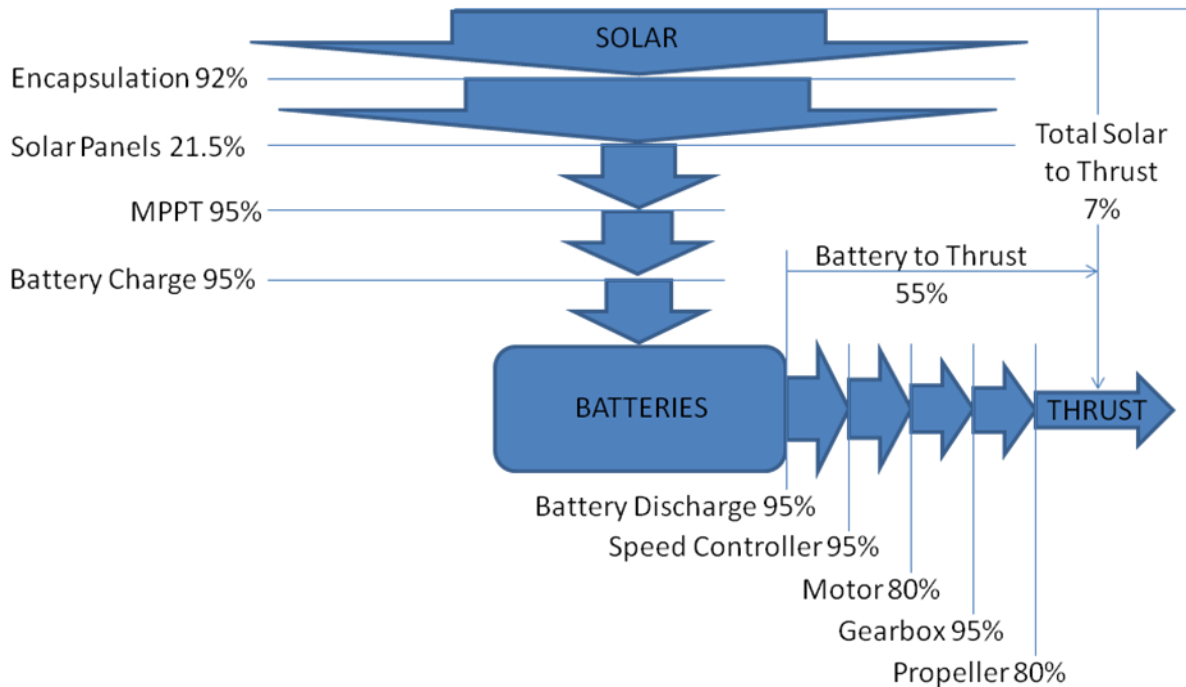 SOLAR
Encapsulation 92%
Solar Panels 21.5%
MPPT 95%
Battery Charge 95%
Total Solar
to Thrust
7%
Battery to Thrust
55%
BATTERIES
THRUST
Battery Discharge 95%
Speed Controller 95%
Motor 80%
Gearbox 95%
Propeller 80%